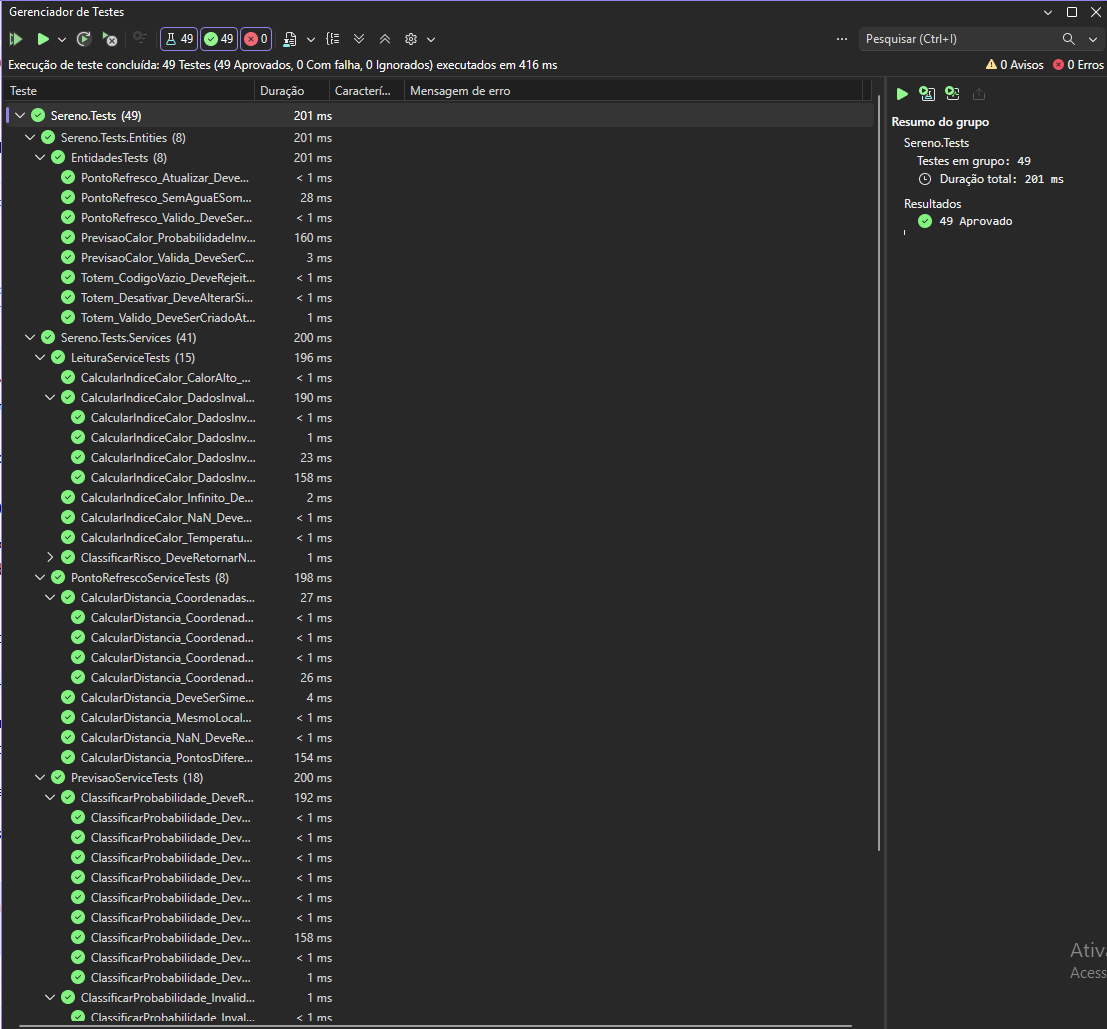 Gerenciador de Testes
49 49 0 Pesquisar (Ctrl+I)
Execução de teste concluída: 49 Testes (49 Aprovados, 0 Com falha, 0 Ignorados) executados em 416 ms 0 Avisos 0 Erros
Teste Duração Caracterí... Mensagem de erro
Sereno.Tests (49) 201 ms
Sereno.Tests.Entities (8) 201 ms
EntidadesTests (8) 201 ms
PontoRefresco_Atualizar_Deve... < 1 ms
PontoRefresco_SemAguaESom... 28 ms
PontoRefresco_Valido_DeveSer... < 1 ms
PrevisaoCalor_ProbabilidadeInv... 160 ms
PrevisaoCalor_Valida_DeveSerC... 3 ms
Totem_CodigoVazio_DeveRejeit... < 1 ms
Totem_Desativar_DeveAlterarSi... < 1 ms
Totem_Valido_DeveSerCriadoAt... 1 ms
Sereno.Tests.Services (41) 200 ms
LeituraServiceTests (15) 196 ms
CalcularIndiceCalor_CalorAlto_... < 1 ms
CalcularIndiceCalor_DadosInval... 190 ms
CalcularIndiceCalor_DadosInv... < 1 ms
CalcularIndiceCalor_DadosInv... 1 ms
CalcularIndiceCalor_DadosInv... 23 ms
CalcularIndiceCalor_DadosInv... 158 ms
CalcularIndiceCalor_Infinito_De... 2 ms
CalcularIndiceCalor_NaN_Deve... < 1 ms
CalcularIndiceCalor_Temperatu... < 1 ms
ClassificarRisco_DeveRetornarN... 1 ms
PontoRefrescoServiceTests (8) 198 ms
CalcularDistancia_Coordenadas... 27 ms
CalcularDistancia_Coordenad... < 1 ms
CalcularDistancia_Coordenad... < 1 ms
CalcularDistancia_Coordenad... < 1 ms
CalcularDistancia_Coordenad... 26 ms
CalcularDistancia_DeveSerSime... 4 ms
CalcularDistancia_MesmoLocal... < 1 ms
CalcularDistancia_NaN_DeveRe... < 1 ms
CalcularDistancia_PontosDifere... 154 ms
PrevisaoServiceTests (18) 200 ms
ClassificarProbabilidade_DeveR... 192 ms
ClassificarProbabilidade_Dev... < 1 ms
ClassificarProbabilidade_Dev... < 1 ms
ClassificarProbabilidade_Dev... < 1 ms
ClassificarProbabilidade_Dev... < 1 ms
ClassificarProbabilidade_Dev... < 1 ms
ClassificarProbabilidade_Dev... < 1 ms
ClassificarProbabilidade_Dev... 158 ms
ClassificarProbabilidade_Dev... < 1 ms
ClassificarProbabilidade_Dev... 1 ms
ClassificarProbabilidade_Invalid... 1 ms
ClassificarProbabilidade_Inval... < 1 ms
Resumo do grupo
Sereno.Tests
Testes em grupo: 49
Duração total: 201 ms
Resultados
49 Aprovado
Ativ
Acess